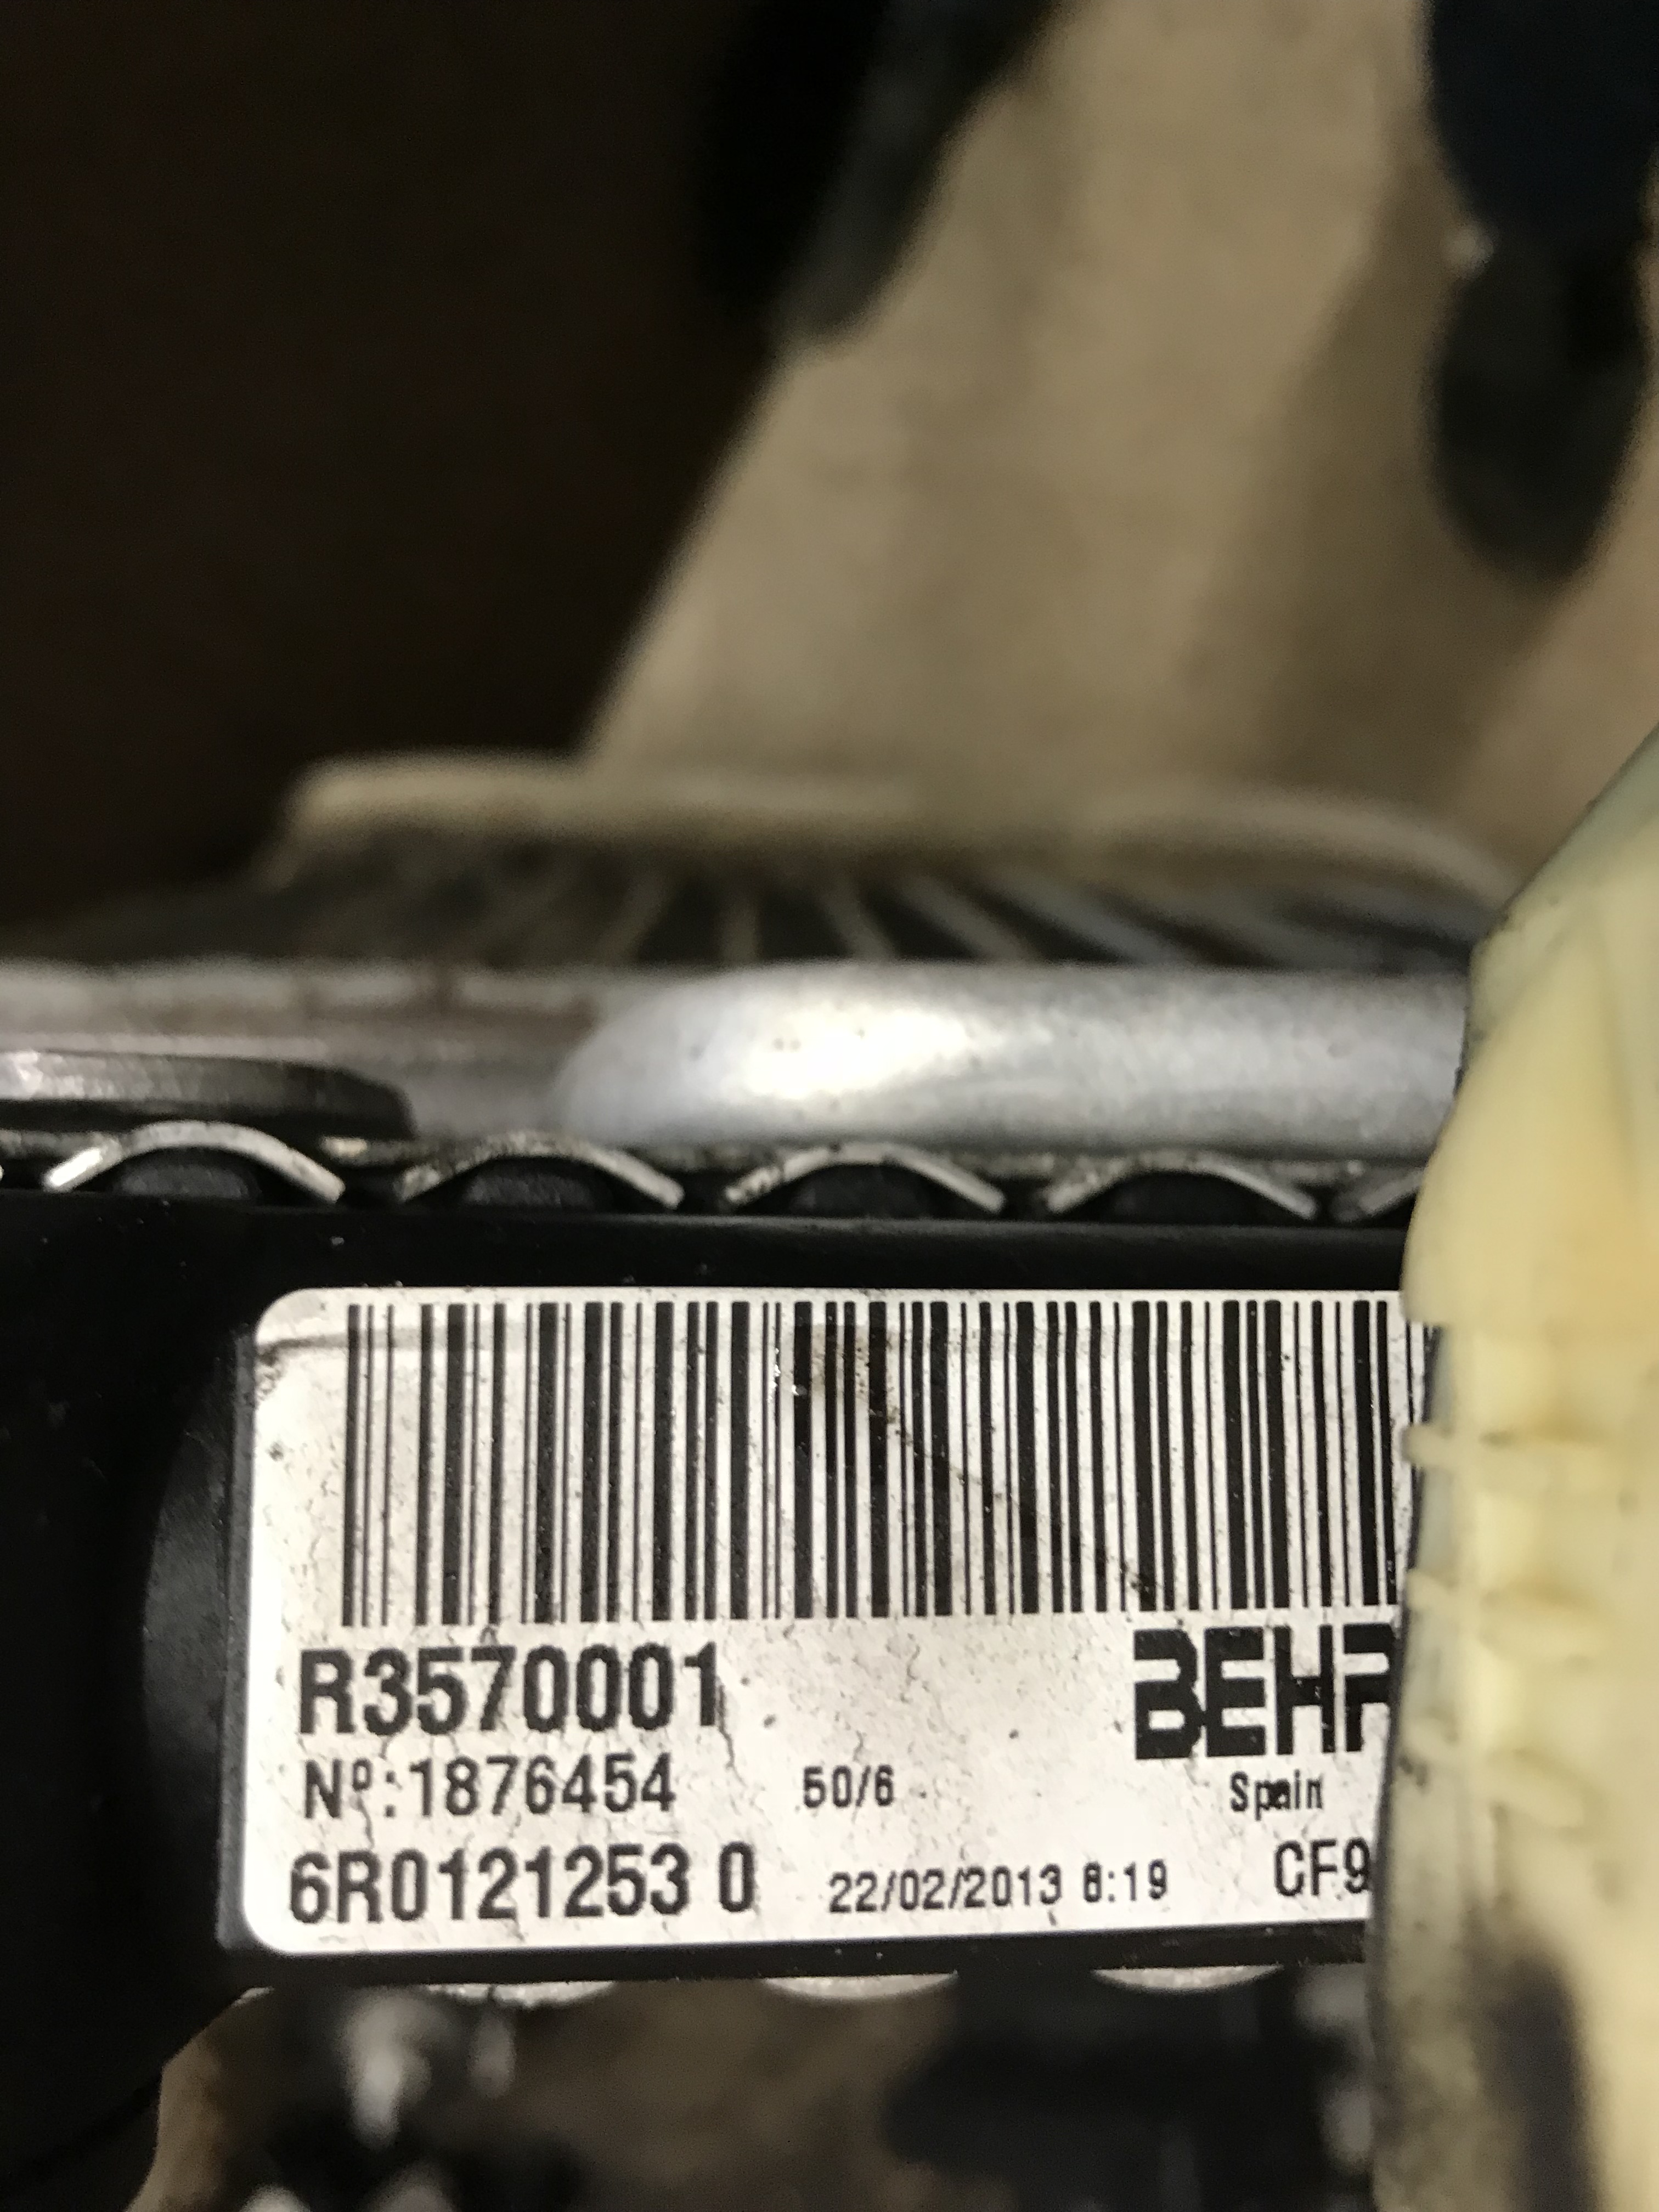 R3570001
BEHR
Nº:1876454 50/6 Spain
6R0121253 0 22/02/2013 8:19 CF9